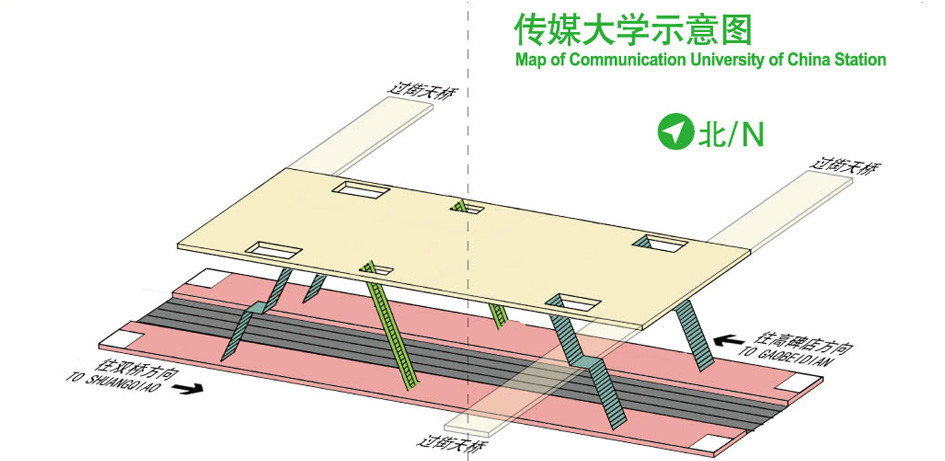 传媒大学示意图
Map of Communication University of China Station
过街天桥
北/N
过街天桥
往高碑店方向
TO GAOBEIDIAN
往双桥方向
TO SHUANGQIAO
过街天桥